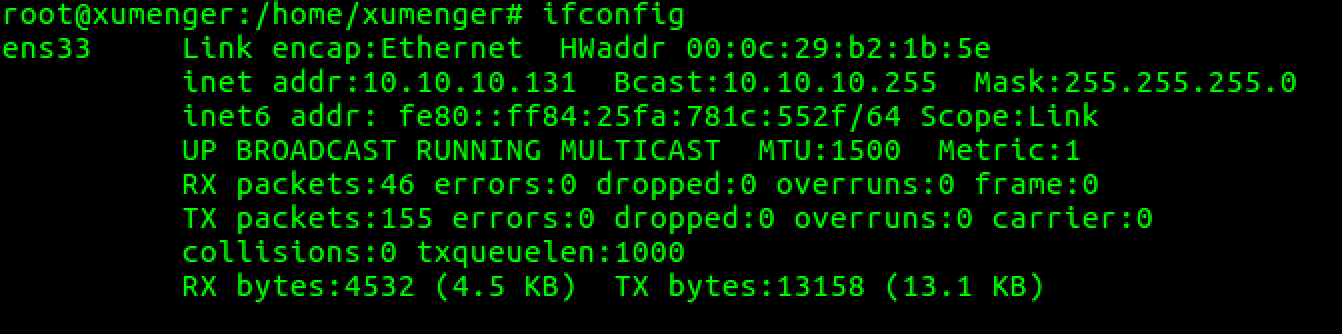 root@xumenger:/home/xumenger# ifconfig
ens33     Link encap:Ethernet  HWaddr 00:0c:29:b2:1b:5e
          inet addr:10.10.10.131  Bcast:10.10.10.255  Mask:255.255.255.0
          inet6 addr: fe80::ff84:25fa:781c:552f/64 Scope:Link
          UP BROADCAST RUNNING MULTICAST  MTU:1500  Metric:1
          RX packets:46 errors:0 dropped:0 overruns:0 frame:0
          TX packets:155 errors:0 dropped:0 overruns:0 carrier:0
          collisions:0 txqueuelen:1000
          RX bytes:4532 (4.5 KB)  TX bytes:13158 (13.1 KB)